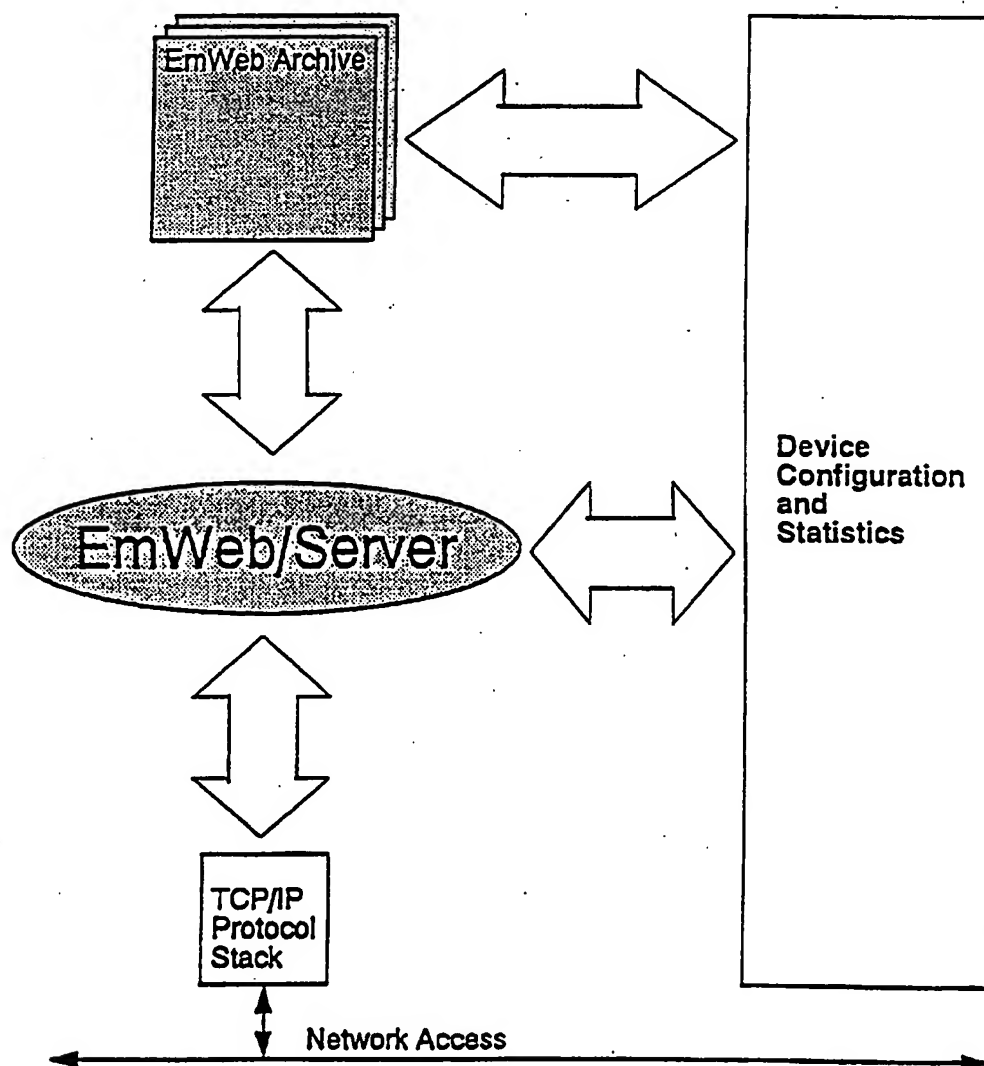 EmWeb Archive
EmWeb/Server
Device
Configuration
and
Statistics
TCP/IP
Protocol
Stack
Network Access